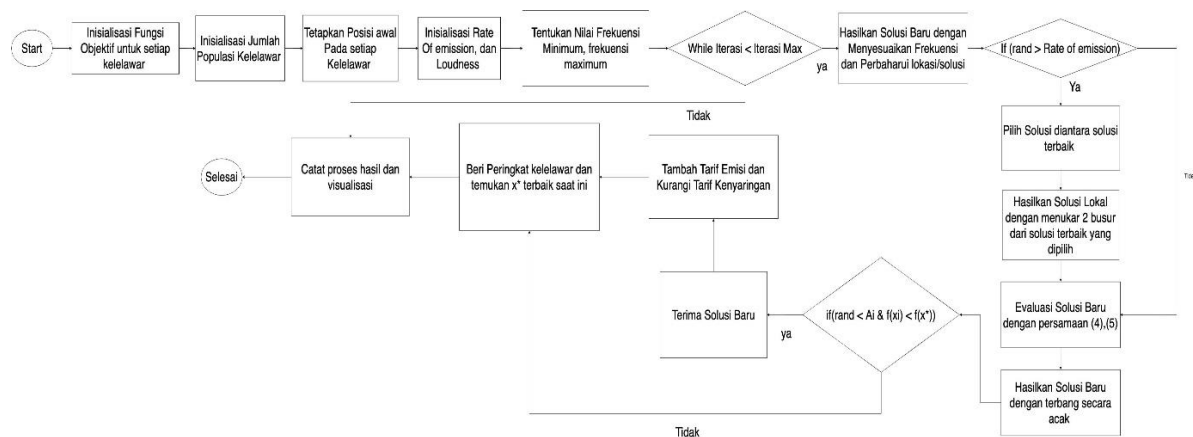 Start
Inisialisasi Fungsi
Objektif untuk setiap
kelelawar
Inisialisasi Jumlah
Populasi Kelelawar
Tetapkan Posisi awal
Pada setiap
Kelelawar
Inisialisasi Rate
Of emission, dan
Loudness
Tentukan Nilai Frekuensi
Minimum, frekuensi
maximum
While Iterasi < Iterasi Max
ya
Hasilkan Solusi Baru dengan
Menyesuaikan Frekuensi
dan Perbaharui lokasi/solusi
If (rand > Rate of emission)
Ya
Tidak
Pilih Solusi diantara solusi
terbaik
Hasilkan Solusi Lokal
dengan menukar 2 busur
dari solusi terbaik yang
dipilih
Evaluasi Solusi Baru
dengan persamaan (4),(5)
Hasilkan Solusi Baru
dengan terbang secara
acak
if(rand < Ai & f(xi) < f(x*))
ya
Tidak
Terima Solusi Baru
Tambah Tarif Emisi dan
Kurangi Tarif Kenyaringan
Beri Peringkat kelelawar dan
temukan x* terbaik saat ini
Catat proses hasil dan
visualisasi
Selesai